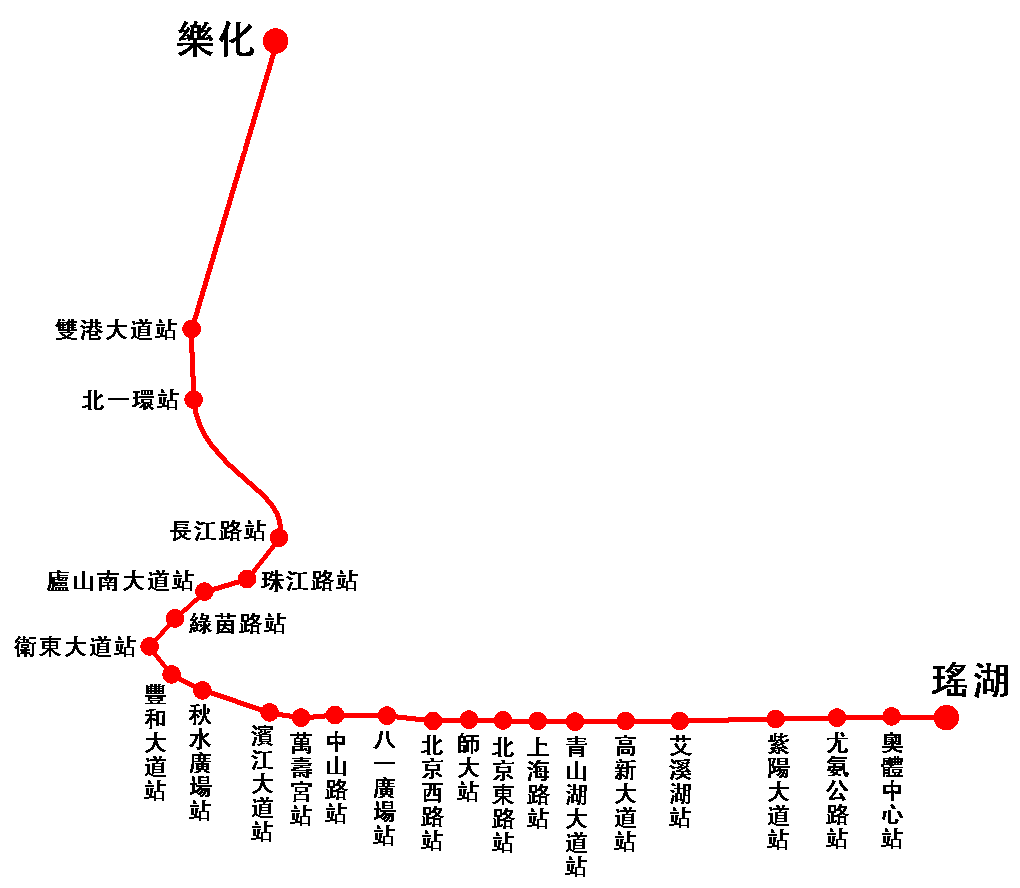 樂化
雙港大道站
北一環站
長江路站
珠江路站
廬山南大道站
綠茵路站
衛東大道站
豐和大道站
秋水廣場站
濱江大道站
萬壽宮站
中山路站
八一廣場站
北京西路站
師大站
北京東路站
上海路站
青山湖大道站
高新大道站
艾溪湖站
紫陽大道站
尤氨公路站
奧體中心站
瑤湖